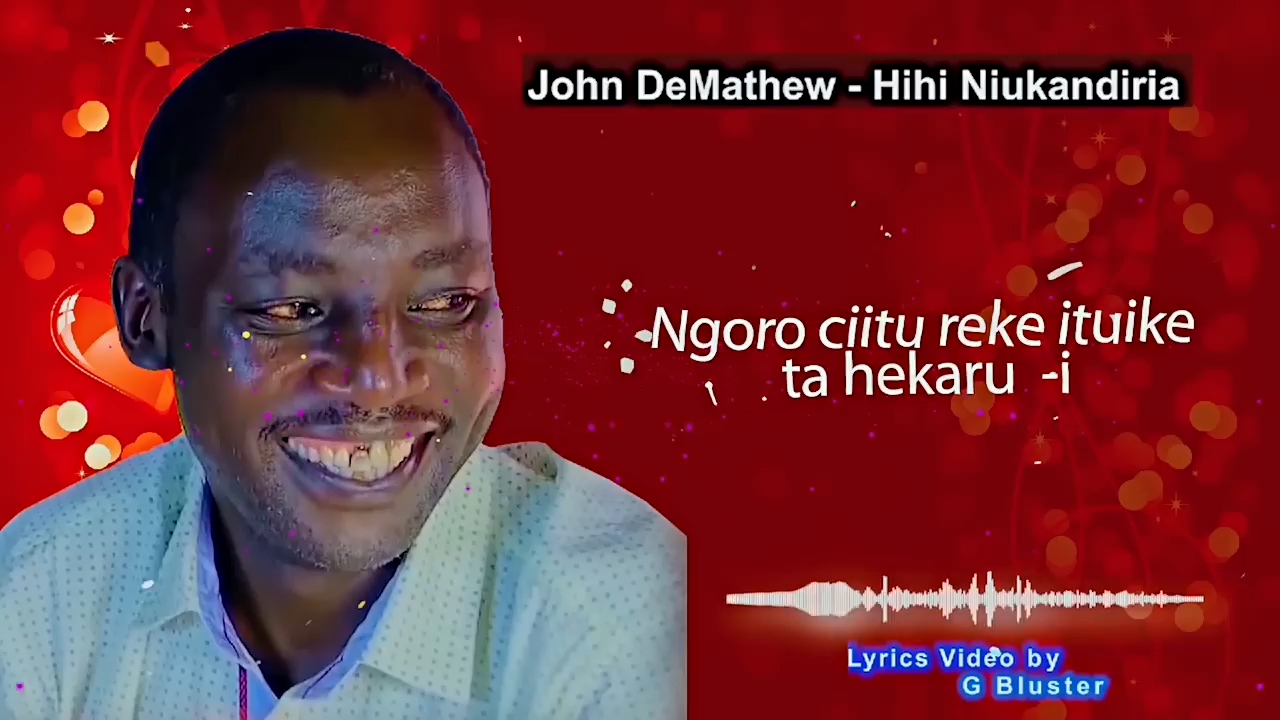 John DeMathew - Hihi Niukandiria
Ngoro ciitu reke ituike
ta hekaru -i
Lyrics Video by
G Bluster